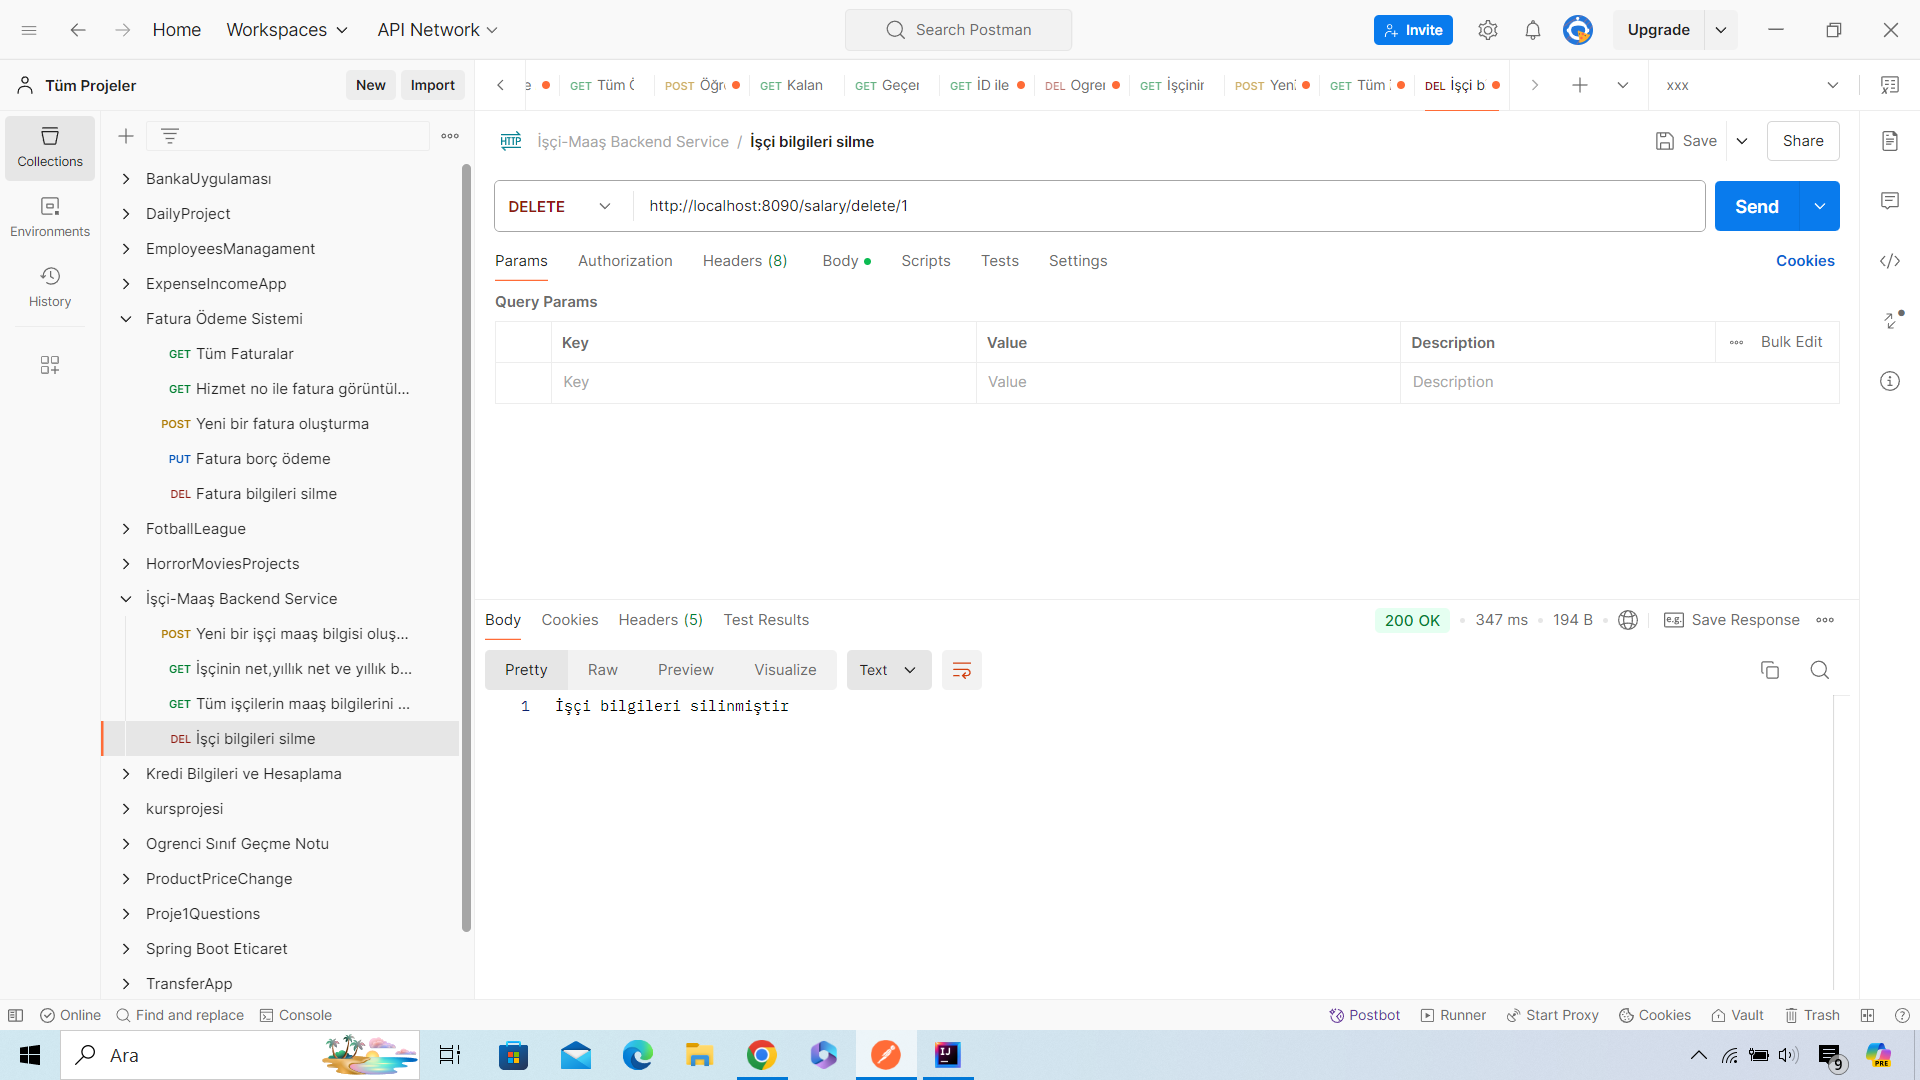 Home
Workspaces
API Network
Search Postman
Invite
Upgrade
Tüm Projeler
New
Import
GET Tüm
POST Öğr
GET Kalan
GET Geçer
GET İD ile
DEL Ogre
GET İşçinir
POST Yen
GET Tüm
DEL İşçi b
xxx
Collections
Environments
History
BankaUygulaması
DailyProject
EmployeesManagament
ExpenseIncomeApp
Fatura Ödeme Sistemi
GET Tüm Faturalar
GET Hizmet no ile fatura görüntül...
POST Yeni bir fatura oluşturma
PUT Fatura borç ödeme
DEL Fatura bilgileri silme
FotballLeague
HorrorMoviesProjects
İşçi-Maaş Backend Service
POST Yeni bir işçi maaş bilgisi oluş...
GET İşçinin net,yıllık net ve yıllık b...
GET Tüm işçilerin maaş bilgilerini ...
DEL İşçi bilgileri silme
Kredi Bilgileri ve Hesaplama
kursprojesi
Ogrenci Sınıf Geçme Notu
ProductPriceChange
Proje1Questions
Spring Boot Eticaret
TransferApp
HTTP İşçi-Maaş Backend Service / İşçi bilgileri silme
Save
Share
DELETE
http://localhost:8090/salary/delete/1
Send
Params
Authorization
Headers (8)
Body
Scripts
Tests
Settings
Cookies
Query Params
Key
Value
Description
Bulk Edit
Key
Value
Description
Body
Cookies
Headers (5)
Test Results
200 OK
347 ms
194 B
e.g. Save Response
Pretty
Raw
Preview
Visualize
Text
1 İşçi bilgileri silinmiştir
Online
Find and replace
Console
Postbot
Runner
Start Proxy
Cookies
Vault
Trash
Ara
IJ
9
PRE